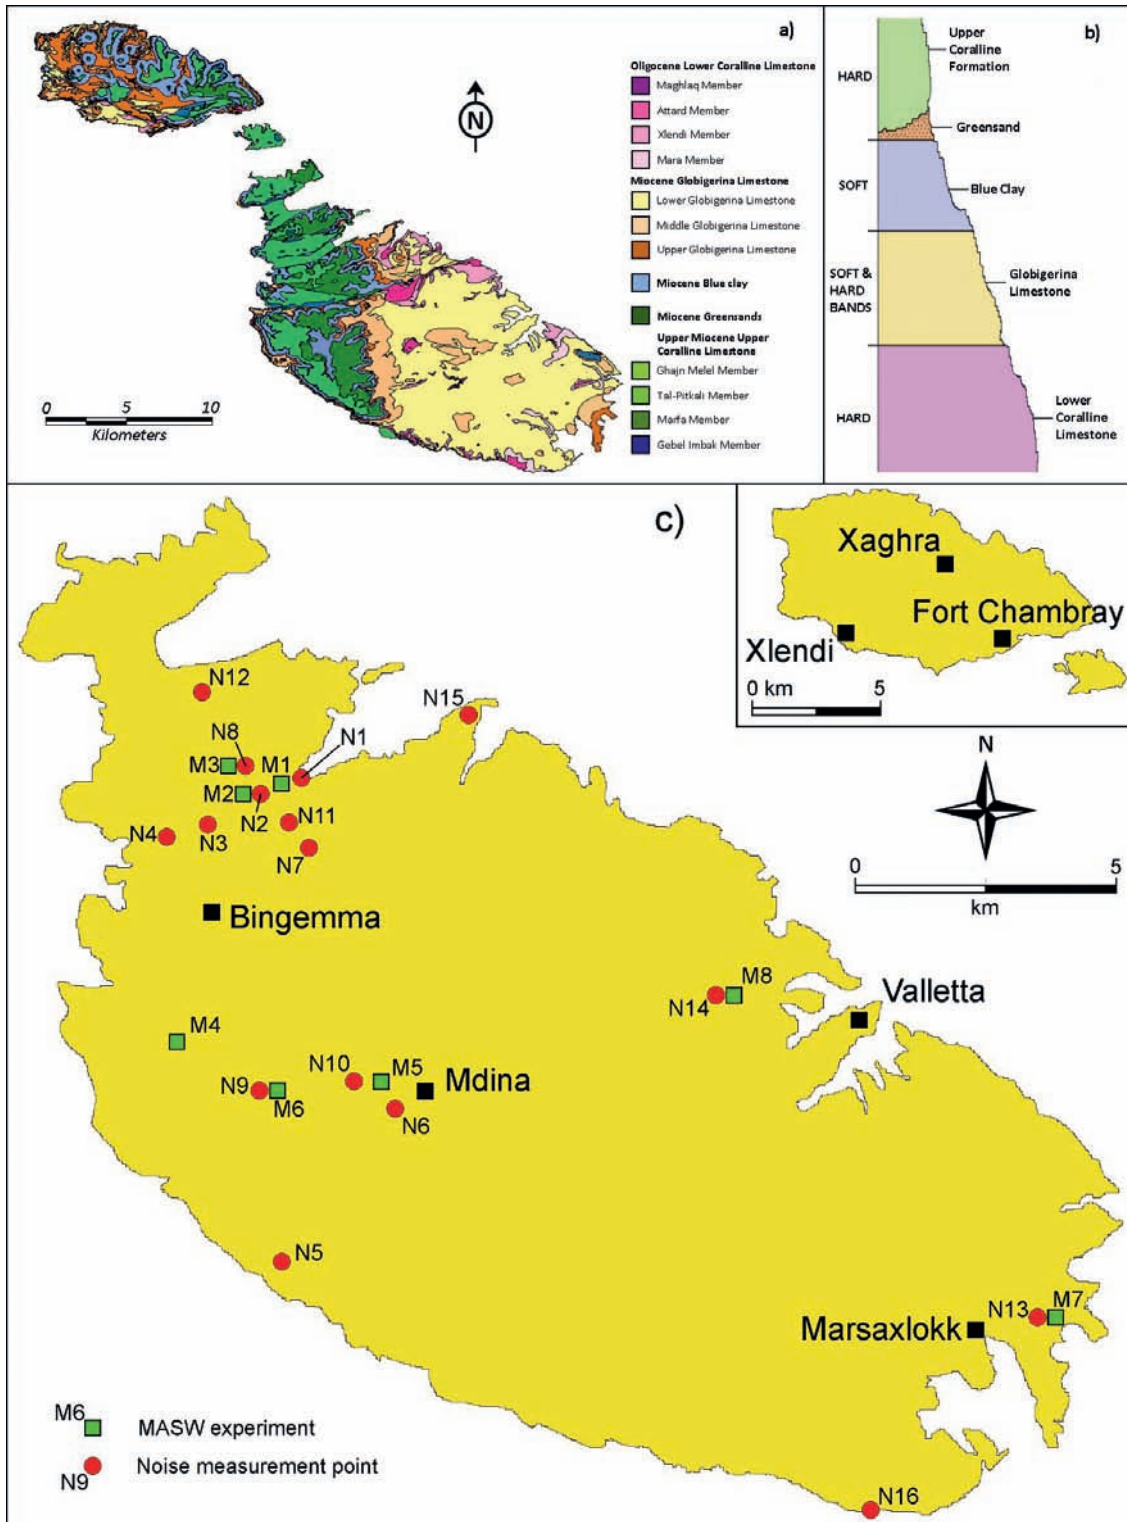 a)
N
Oligocene Lower Coralline Limestone
Maghlaq Member
Attard Member
Xlendi Member
Mara Member
Miocene Globigerina Limestone
Lower Globigerina Limestone
Middle Globigerina Limestone
Upper Globigerina Limestone
Miocene Blue clay
Miocene Greensands
Upper Miocene Upper
Coralline Limestone
Ghajn Melel Member
Tal-Pitkali Member
Marfa Member
Gebel Imbak Member
0 5 10
Kilometers
b)
HARD
Upper
Coralline
Formation
Greensand
SOFT
Blue Clay
SOFT &
HARD
BANDS
Globigerina
Limestone
HARD
Lower
Coralline
Limestone
c)
Xaghra
Fort Chambray
Xlendi
0 km 5
N
0 5
km
N12
N15
N8
N1
M3
M1
M2
N2
N11
N4
N3
N7
Bingemma
M8
N14
Valletta
M4
N10
M5
Mdina
N9
M6
N6
N5
N13
M7
Marsaxlokk
N16
M6
MASW experiment
N9
Noise measurement point